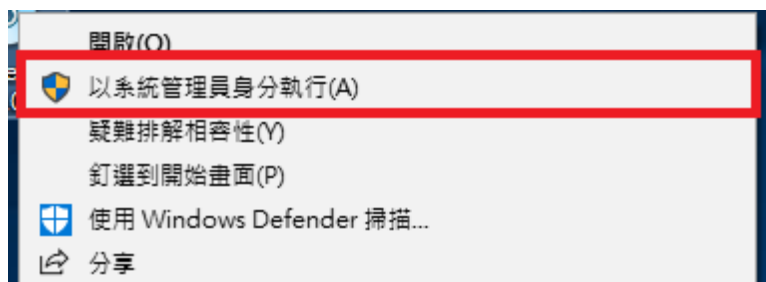 開啟(O)
以系統管理員身分執行(A)
疑難排解相容性(Y)
釘選到開始畫面(P)
使用 Windows Defender 掃描...
分享